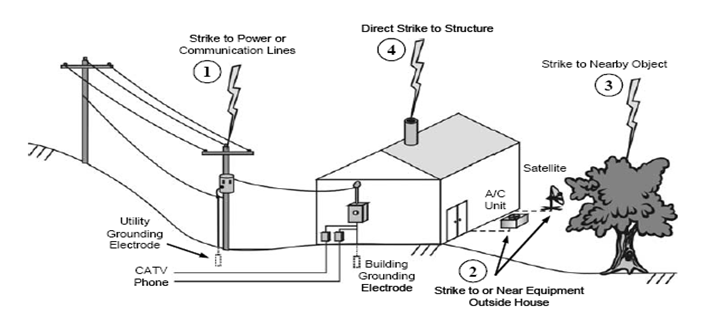 Strike to Power or
Communication Lines
1
Direct Strike to Structure
4
Strike to Nearby Object
3
Satellite
A/C
Unit
Utility
Grounding
Electrode
CATV
Phone
Building
Grounding
Electrode
2
Strike to or Near Equipment
Outside House